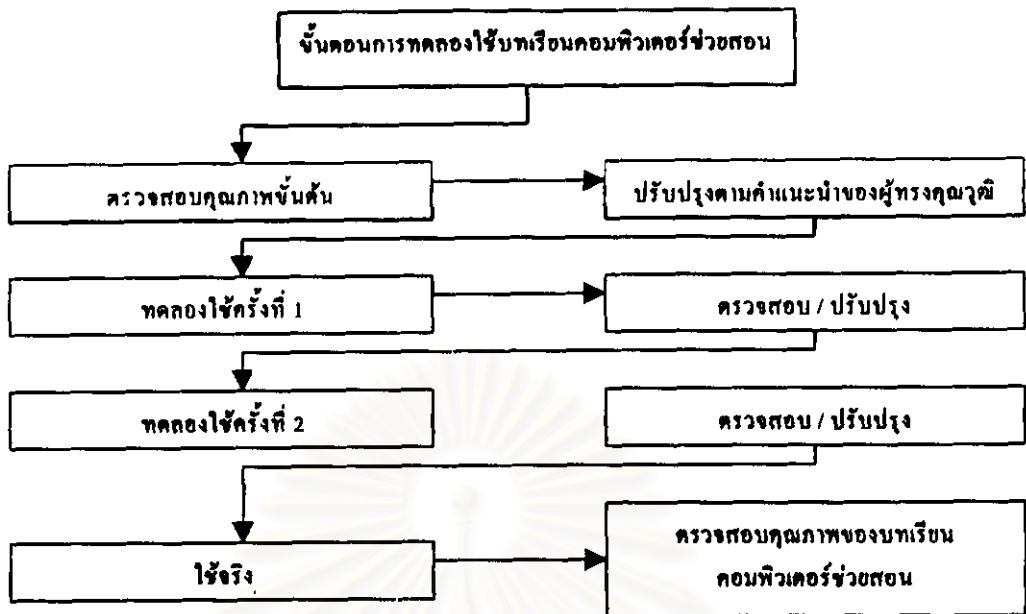 ขั้นตอนการทดลองใช้บทเรียนคอมพิวเตอร์ช่วยสอน
ตรวจสอบคุณภาพขั้นต้น
ปรับปรุงตามคำแนะนำของผู้ทรงคุณวุฒิ
ทดลองใช้ครั้งที่ 1
ตรวจสอบ / ปรับปรุง
ทดลองใช้ครั้งที่ 2
ตรวจสอบ / ปรับปรุง
ใช้จริง
ตรวจสอบคุณภาพของบทเรียน
คอมพิวเตอร์ช่วยสอน